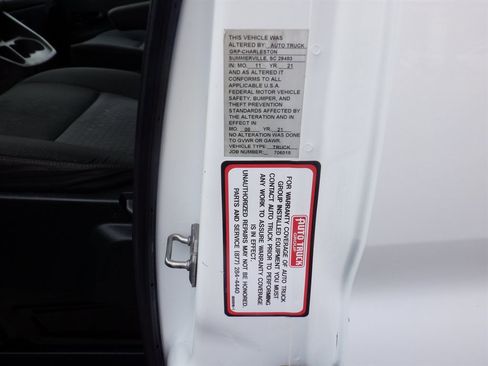 THIS VEHICLE WAS
ALTERED BY AUTO TRUCK
GRP-CHARLESTON
SUMMERVILLE, SC 29483
IN: MO. 11 YR. 21
AND AS ALTERED IT
CONFORMS TO ALL
APPLICABLE U.S.A.
FEDERAL MOTOR VEHICLE
SAFETY, BUMPER, AND
THEFT PREVENTION
STANDARDS AFFECTED BY
THE ALTERATION AND IN
EFFECT IN:
MO. 06 YR. 21
NO ALTERATION WAS DONE
TO GVWR OR GAWR.
VEHICLE TYPE: TRUCK
JOB NUMBER: 706018
AUTO TRUCK
GROUP
FOR WARRANTY COVERAGE OF AUTO TRUCK
GROUP INSTALLED EQUIPMENT YOU MUST
CONTACT AUTO TRUCK PRIOR TO PERFORMING
ANY WORK TO ASSURE WARRANTY COVERAGE
IS IN EFFECT.
UNAUTHORIZED REPAIRS MAY NOT BE HONORED.
PARTS AND SERVICE (877) 284-4440